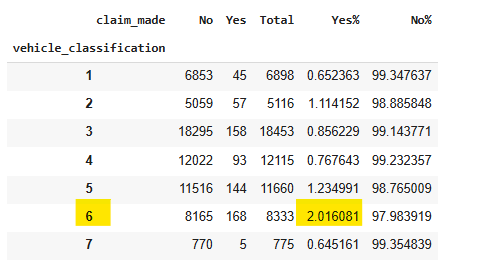 claim_made No Yes Total Yes% No%
vehicle_classification
1 6853 45 6898 0.652363 99.347637
2 5059 57 5116 1.114152 98.885848
3 18295 158 18453 0.856229 99.143771
4 12022 93 12115 0.767643 99.232357
5 11516 144 11660 1.234991 98.765009
6 8165 168 8333 2.016081 97.983919
7 770 5 775 0.645161 99.354839